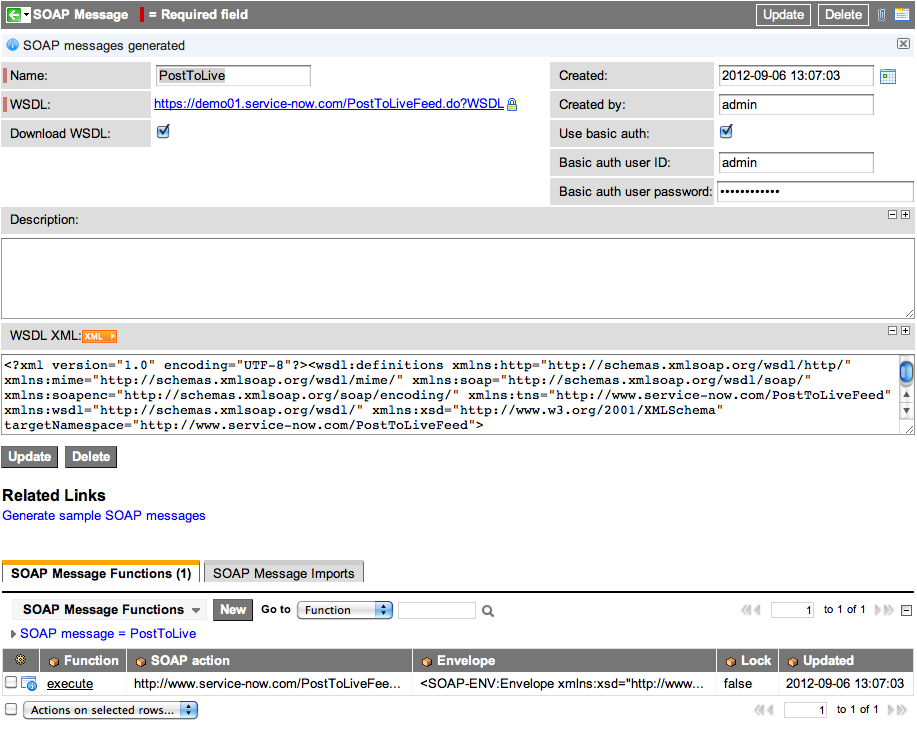 SOAP Message = Required field Update Delete
SOAP messages generated
Name: PostToLive Created: 2012-09-06 13:07:03
WSDL: https://demo01.service-now.com/PostToLiveFeed.do?WSDL Created by: admin
Download WSDL: Use basic auth:
Basic auth user ID: admin
Basic auth user password: ••••••••••••
Description:
WSDL XML: XML
<?xml version="1.0" encoding="UTF-8"?><wsdl:definitions xmlns:http="http://schemas.xmlsoap.org/wsdl/http/"
xmlns:mime="http://schemas.xmlsoap.org/wsdl/mime/" xmlns:soap="http://schemas.xmlsoap.org/wsdl/soap/"
xmlns:soapenc="http://schemas.xmlsoap.org/soap/encoding/" xmlns:tns="http://www.service-now.com/PostToLiveFeed"
xmlns:wsdl="http://schemas.xmlsoap.org/wsdl/" xmlns:xsd="http://www.w3.org/2001/XMLSchema"
targetNamespace="http://www.service-now.com/PostToLiveFeed">
Update Delete
Related Links
Generate sample SOAP messages
SOAP Message Functions (1) SOAP Message Imports
SOAP Message Functions New Go to Function 1 to 1 of 1
SOAP message = PostToLive
Function SOAP action Envelope Lock Updated
execute http://www.service-now.com/PostToLiveFee... <SOAP-ENV:Envelope xmlns:xsd="http://www... false 2012-09-06 13:07:03
Actions on selected rows... 1 to 1 of 1